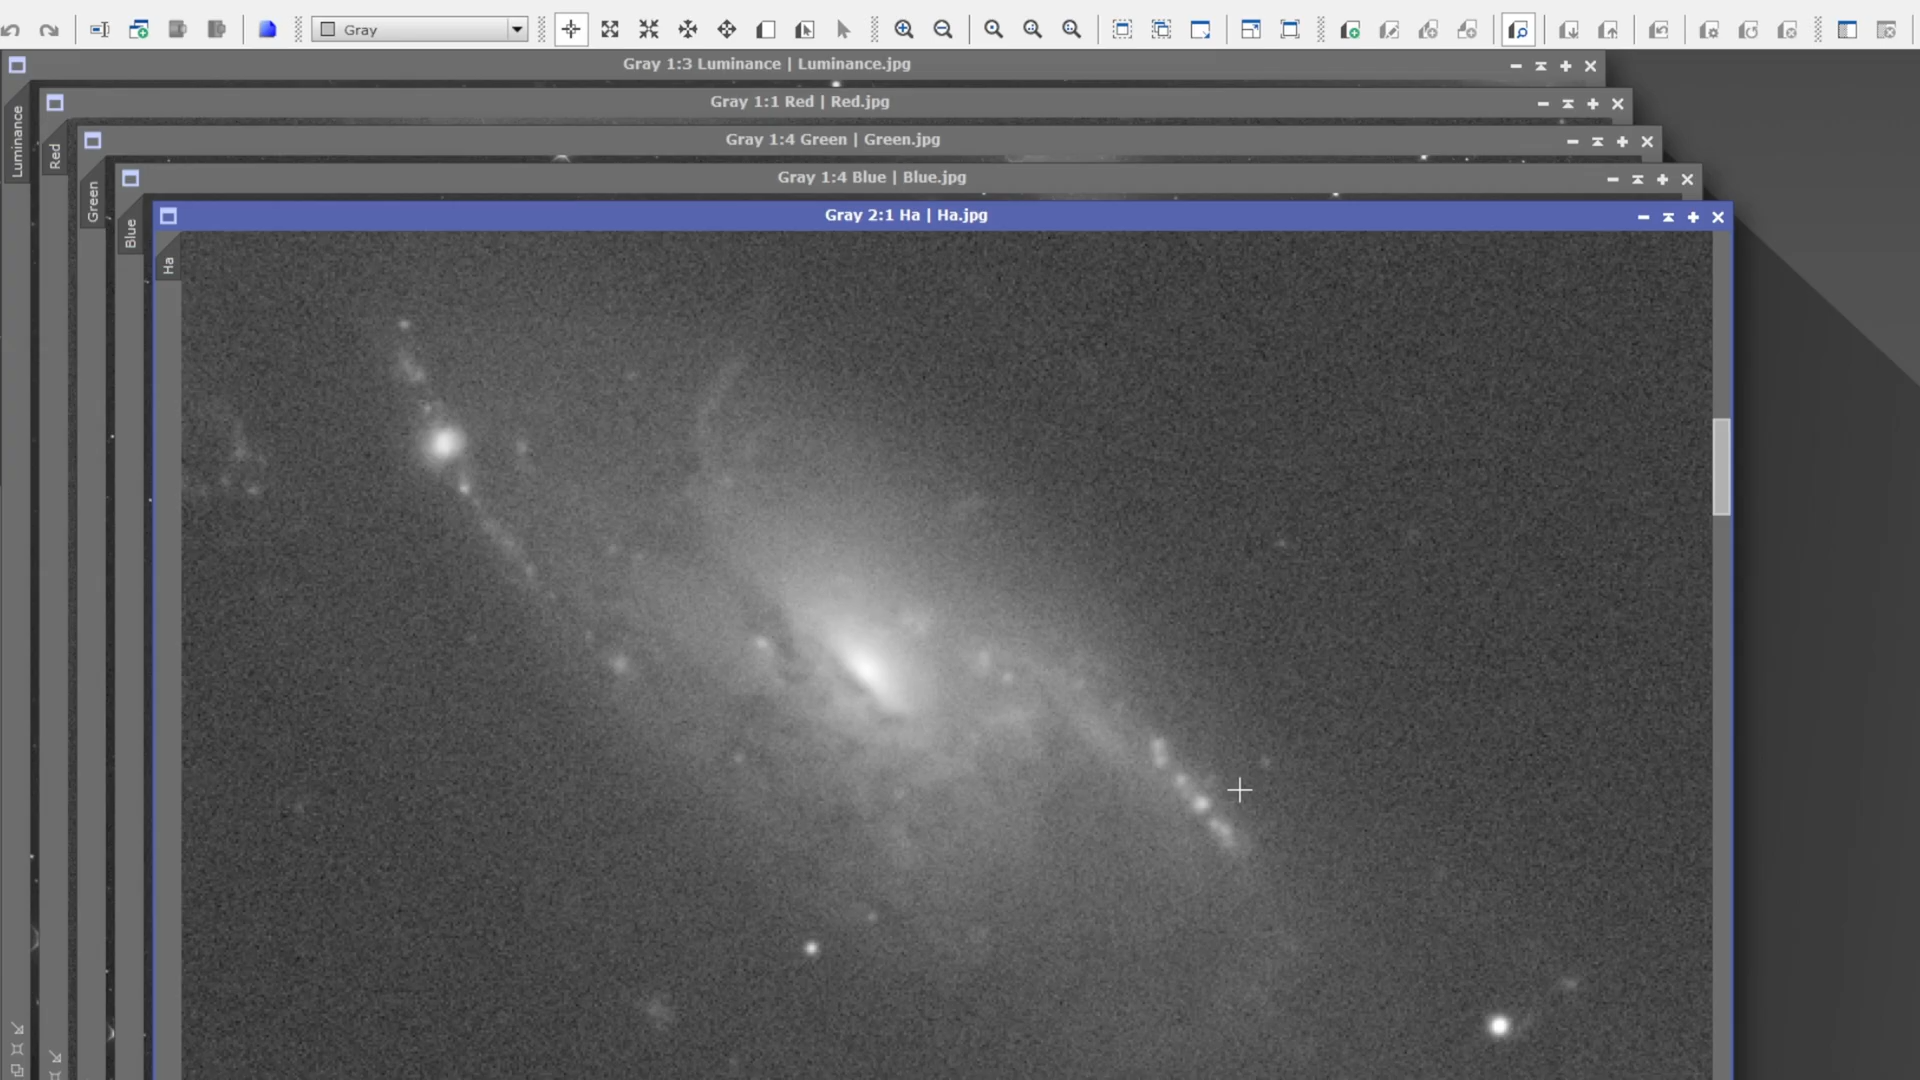 Gray
Gray 1:3 Luminance | Luminance.jpg
Luminance
Gray 1:1 Red | Red.jpg
Red
Gray 1:4 Green | Green.jpg
Green
Gray 1:4 Blue | Blue.jpg
Blue
Gray 2:1 Ha | Ha.jpg
Ha